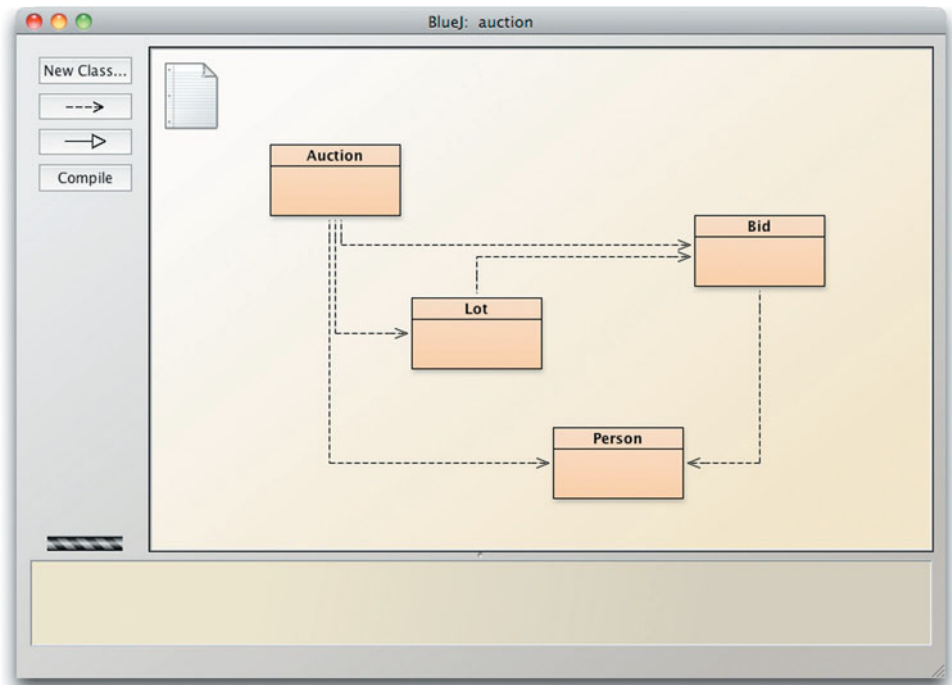 BlueJ: auction
New Class...
Compile
Auction
Bid
Lot
Person